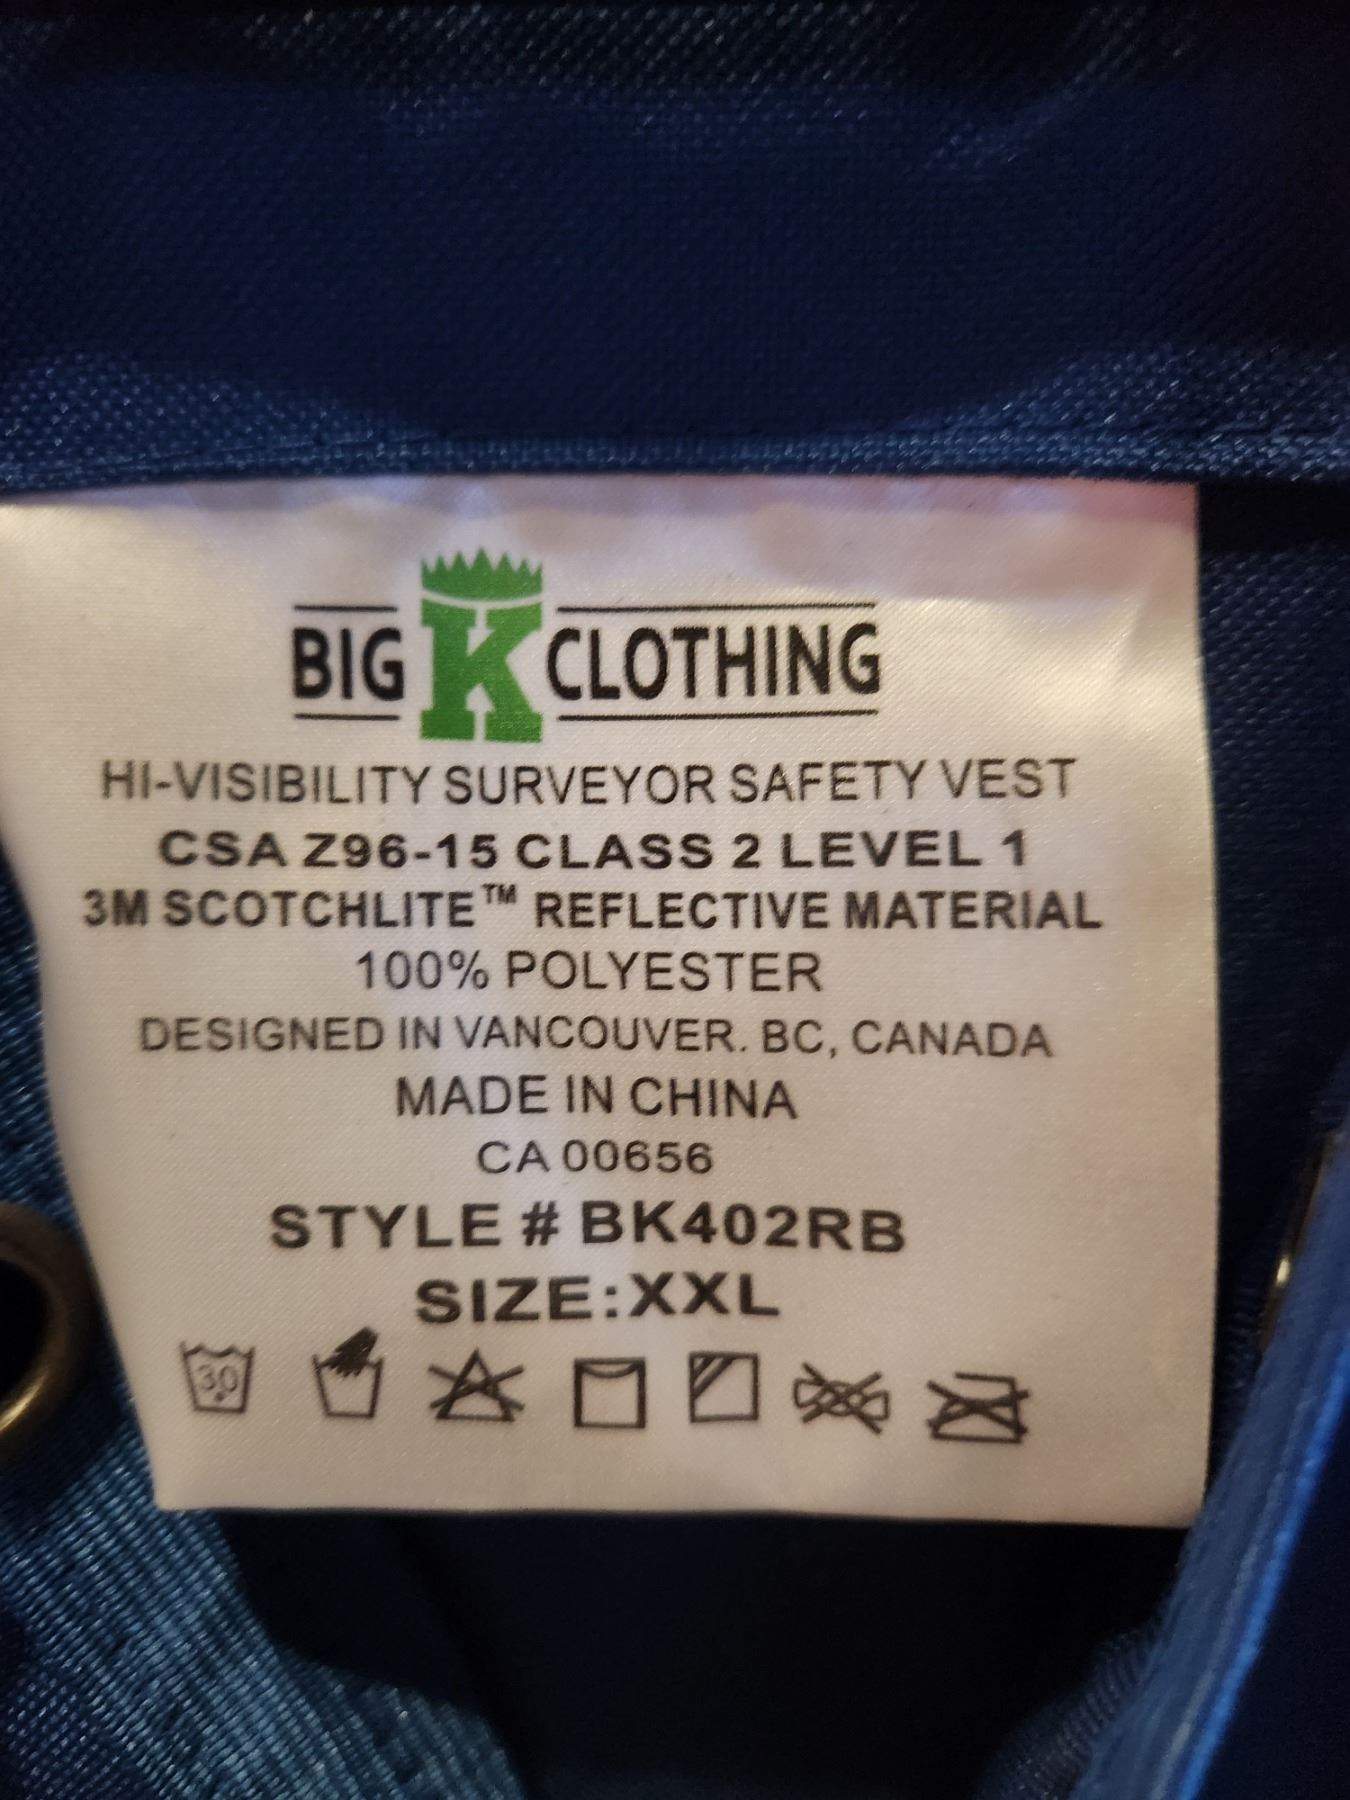 BIG K CLOTHING
HI-VISIBILITY SURVEYOR SAFETY VEST
CSA Z96-15 CLASS 2 LEVEL 1
3M SCOTCHLITE™ REFLECTIVE MATERIAL
100% POLYESTER
DESIGNED IN VANCOUVER. BC, CANADA
MADE IN CHINA
CA 00656
STYLE # BK402RB
SIZE:XXL
30